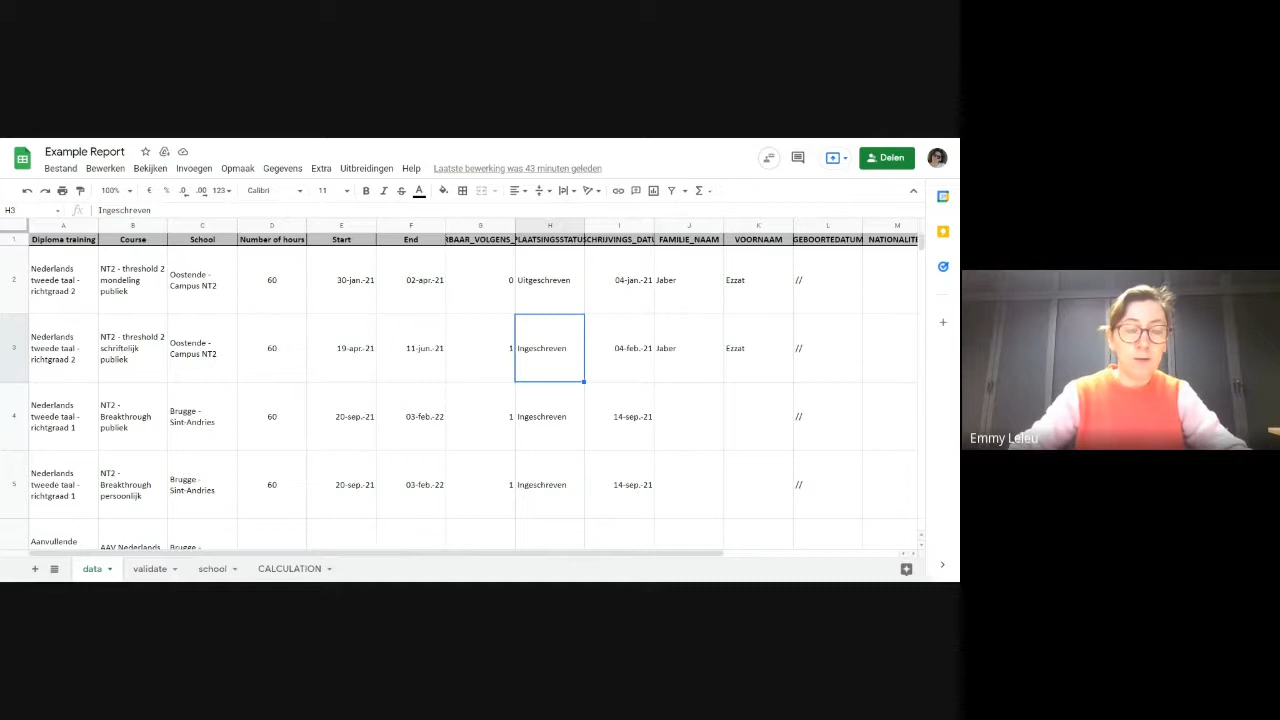 Example Report
Bestand Bewerken Bekijken Invoegen Opmaak Gegevens Extra Uitbreidingen Help Laatste bewerking was 43 minuten geleden
Delen
100% € % .0 .00 123 Calibri 11 B I S A
H3 fx Ingeschreven
A B C D E F G H I J K L M
1 Diploma training Course School Number of hours Start End RBAAR_VOLGENS_ PLAATSINGSSTATUS SCHRIJVINGS_DATU FAMILIE_NAAM VOORNAAM GEBOORTEDATUM NATIONALITE
2 Nederlands tweede taal - richtgraad 2 NT2 - threshold 2 mondeling publiek Oostende - Campus NT2 60 30-jan.-21 02-apr.-21 0 Uitgeschreven 04-jan.-21 Jaber Ezzat //
3 Nederlands tweede taal - richtgraad 2 NT2 - threshold 2 schriftelijk publiek Oostende - Campus NT2 60 19-apr.-21 11-jun.-21 1 Ingeschreven 04-feb.-21 Jaber Ezzat //
4 Nederlands tweede taal - richtgraad 1 NT2 - Breakthrough publiek Brugge - Sint-Andries 60 20-sep.-21 03-feb.-22 1 Ingeschreven 14-sep.-21
5 Nederlands tweede taal - richtgraad 1 NT2 - Breakthrough persoonlijk Brugge - Sint-Andries 60 20-sep.-21 03-feb.-22 1 Ingeschreven 14-sep.-21 //
Aanvullende AAV Nederlands Brugge -
data validate school CALCULATION
Emmy Leleu